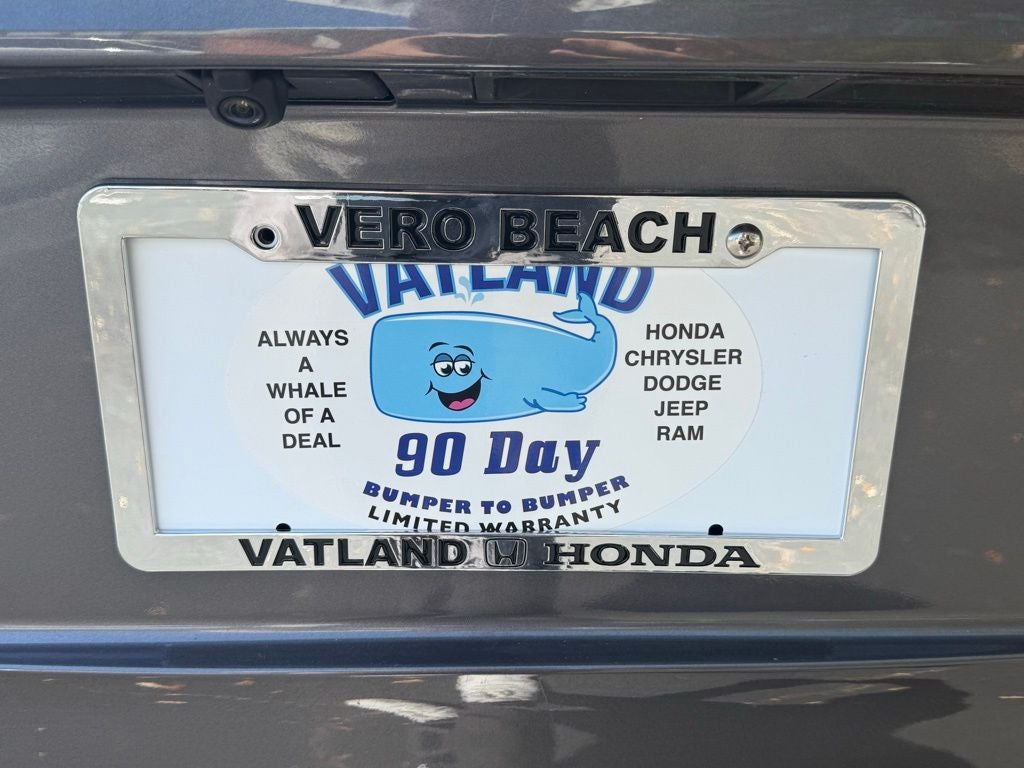 VERO BEACH
VATLAND
ALWAYS
A
WHALE
OF A
DEAL
HONDA
CHRYSLER
DODGE
JEEP
RAM
90 Day
BUMPER TO BUMPER
LIMITED WARRANTY
VATLAND HONDA